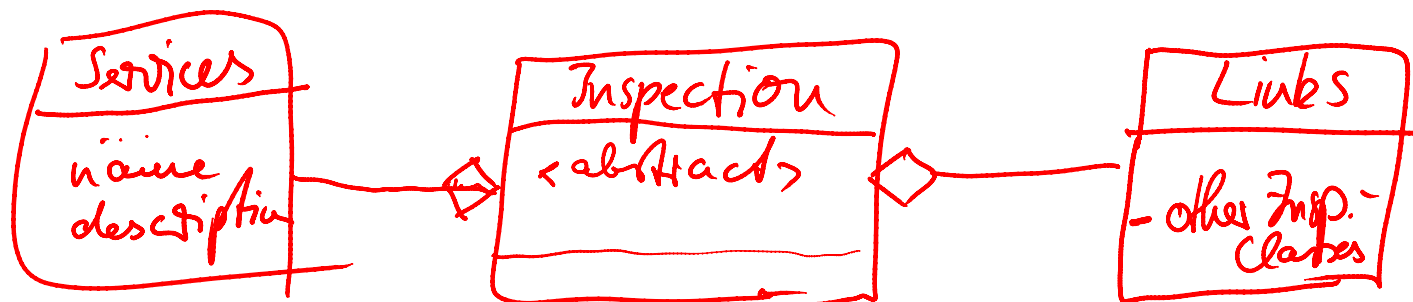 Services
name
description
Inspection
<abstract>
Links
- other Insp.-
Classes